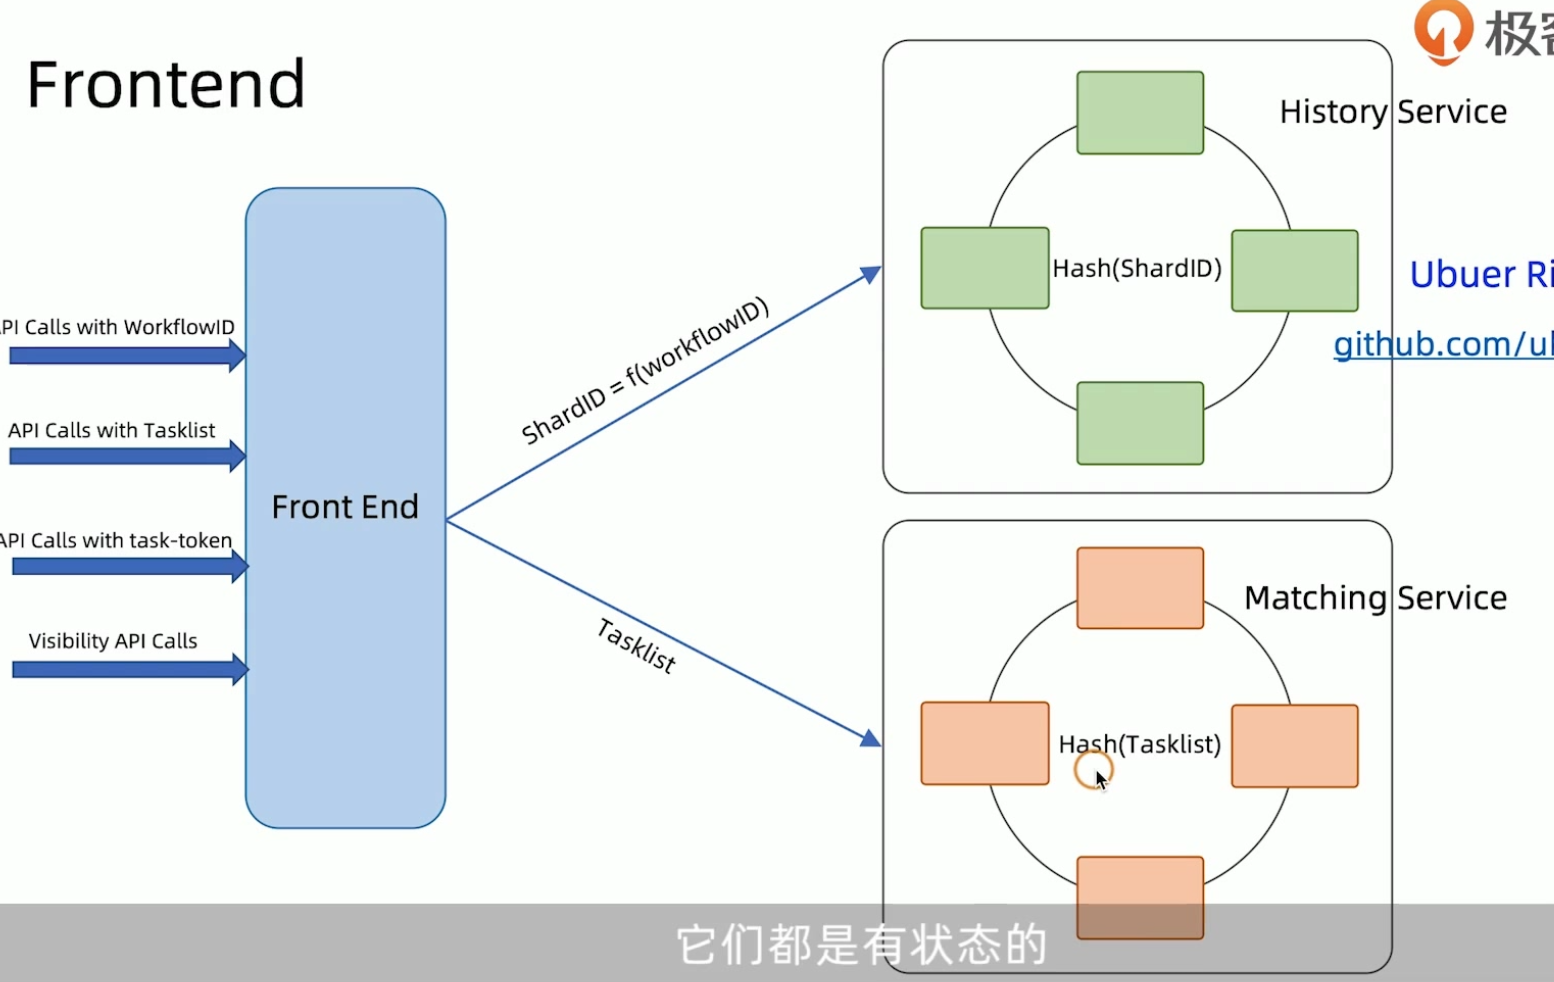 Frontend
极客
History Service
Hash(ShardID)
Ubuer Ri
github.com/ul
API Calls with WorkflowID
API Calls with Tasklist
API Calls with task-token
Visibility API Calls
Front End
ShardID = f(workflowID)
Tasklist
Matching Service
Hash(Tasklist)
它们都是有状态的